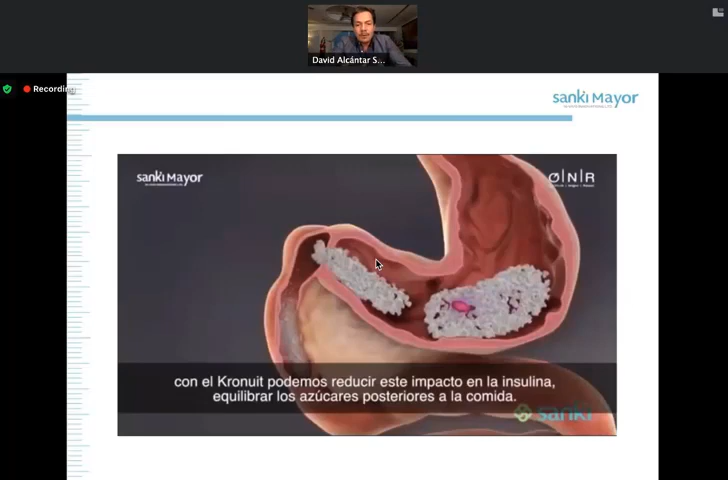 David Alcántar S...
Recording
sanki Mayor
sanki Mayor
Ø|N|R
con el Kronuit podemos reducir este impacto en la insulina,
equilibrar los azúcares posteriores a la comida.
sanki